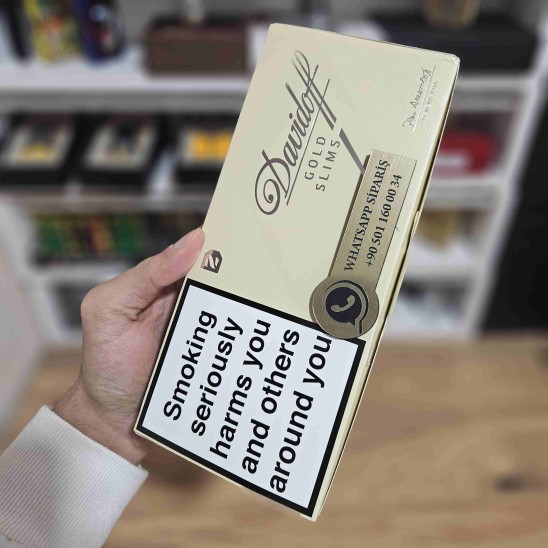 Davidoff
GOLD
SLIMS
WHATSAPP SİPARİŞ
+90 501 160 00 34
Smoking
seriously
harms you
and others
around you